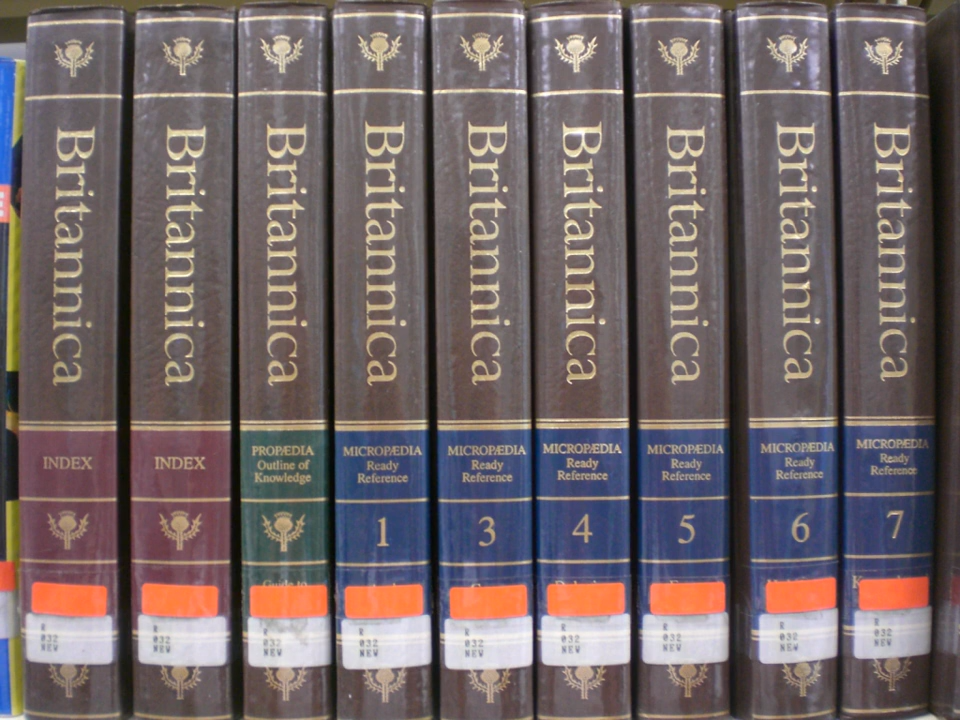 Britannica
INDEX
R
032
NEW
Britannica
INDEX
R
032
NEW
Britannica
PROPÆDIA
Outline of
Knowledge
Guide to
R
032
NEW
Britannica
MICROPÆDIA
Ready
Reference
1
R
032
NEW
Britannica
MICROPÆDIA
Ready
Reference
3
R
032
NEW
Britannica
MICROPÆDIA
Ready
Reference
4
R
032
NEW
Britannica
MICROPÆDIA
Ready
Reference
5
R
032
NEW
Britannica
MICROPÆDIA
Ready
Reference
6
R
032
NEW
Britannica
MICROPÆDIA
Ready
Reference
7
R
032
NEW